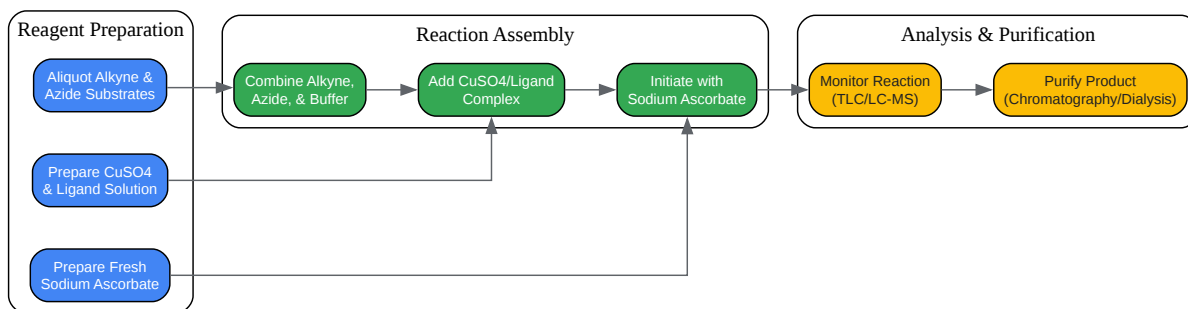 Reagent Preparation
Aliquot Alkyne &
Azide Substrates
Prepare CuSO4
& Ligand Solution
Prepare Fresh
Sodium Ascorbate
Reaction Assembly
Combine Alkyne,
Azide, & Buffer
Add CuSO4/Ligand
Complex
Initiate with
Sodium Ascorbate
Analysis & Purification
Monitor Reaction
(TLC/LC-MS)
Purify Product
(Chromatography/Dialysis)